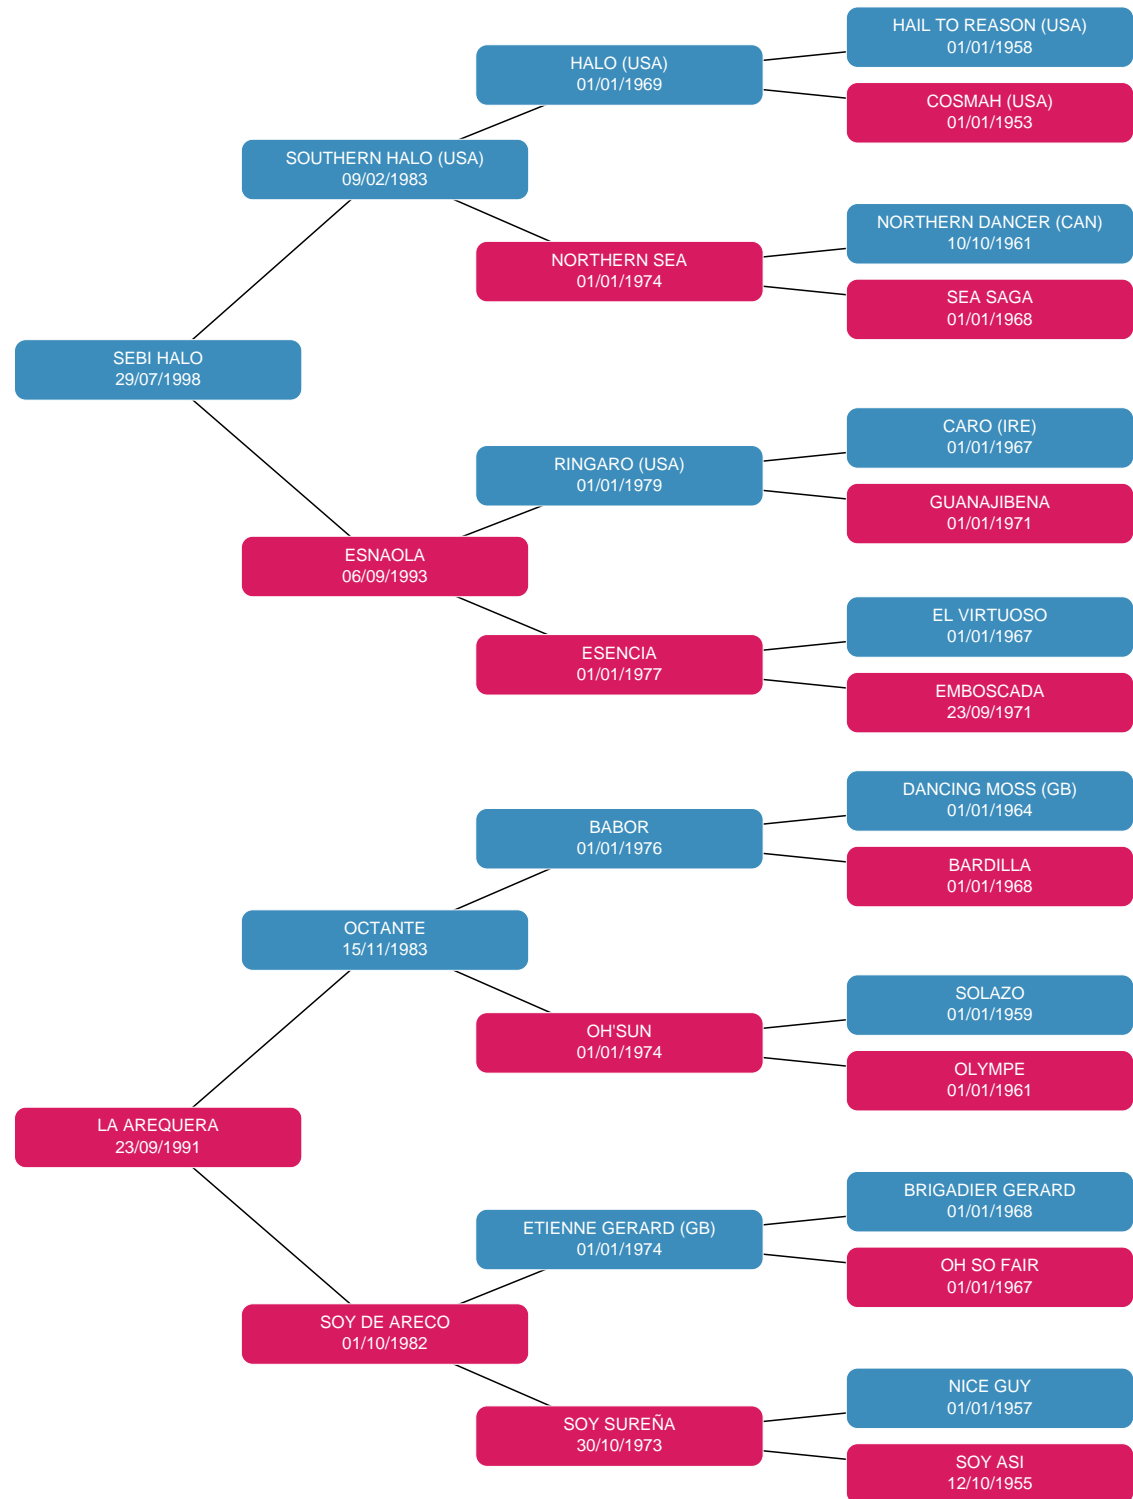 HAIL TO REASON (USA)
01/01/1958
HALO (USA)
01/01/1969
COSMAH (USA)
01/01/1953
SOUTHERN HALO (USA)
09/02/1983
NORTHERN DANCER (CAN)
10/10/1961
NORTHERN SEA
01/01/1974
SEA SAGA
01/01/1968
SEBI HALO
29/07/1998
CARO (IRE)
01/01/1967
RINGARO (USA)
01/01/1979
GUANAJIBENA
01/01/1971
ESNAOLA
06/09/1993
EL VIRTUOSO
01/01/1967
ESENCIA
01/01/1977
EMBOSCADA
23/09/1971
DANCING MOSS (GB)
01/01/1964
BABOR
01/01/1976
BARDILLA
01/01/1968
OCTANTE
15/11/1983
SOLAZO
01/01/1959
OH'SUN
01/01/1974
OLYMPE
01/01/1961
LA AREQUERA
23/09/1991
BRIGADIER GERARD
01/01/1968
ETIENNE GERARD (GB)
01/01/1974
OH SO FAIR
01/01/1967
SOY DE ARECO
01/10/1982
NICE GUY
01/01/1957
SOY SUREÑA
30/10/1973
SOY ASI
12/10/1955